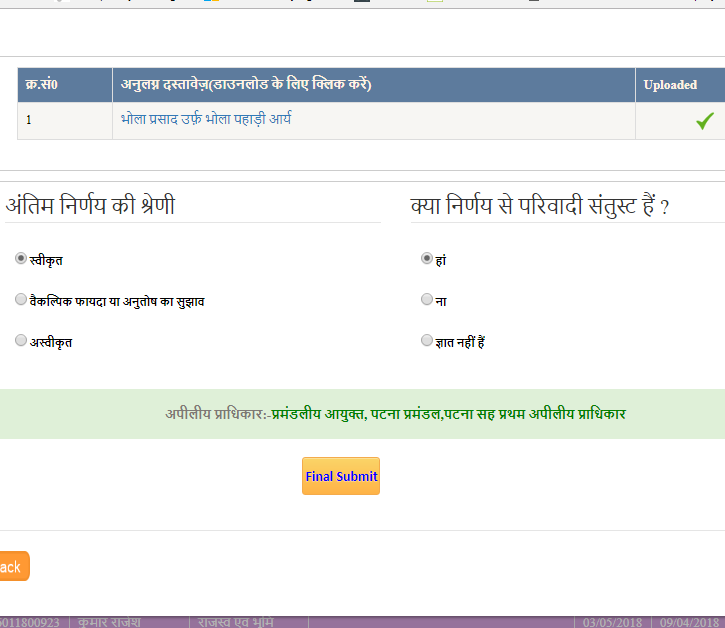 क्र.सं0 अनुलग्न दस्तावेज़(डाउनलोड के लिए क्लिक करें) Uploaded
1 भोला प्रसाद उर्फ़ भोला पहाड़ी आर्य
अंतिम निर्णय की श्रेणी क्या निर्णय से परिवादी संतुस्ट हैं ?
स्वीकृत हां
वैकल्पिक फायदा या अनुतोष का सुझाव ना
अस्वीकृत ज्ञात नहीं हैं
अपीलीय प्राधिकार:-प्रमंडलीय आयुक्त, पटना प्रमंडल,पटना सह प्रथम अपीलीय प्राधिकार
Final Submit
ack
6011800923 कुमार राजेश राजस्व एवं भूमि 03/05/2018 09/04/2018